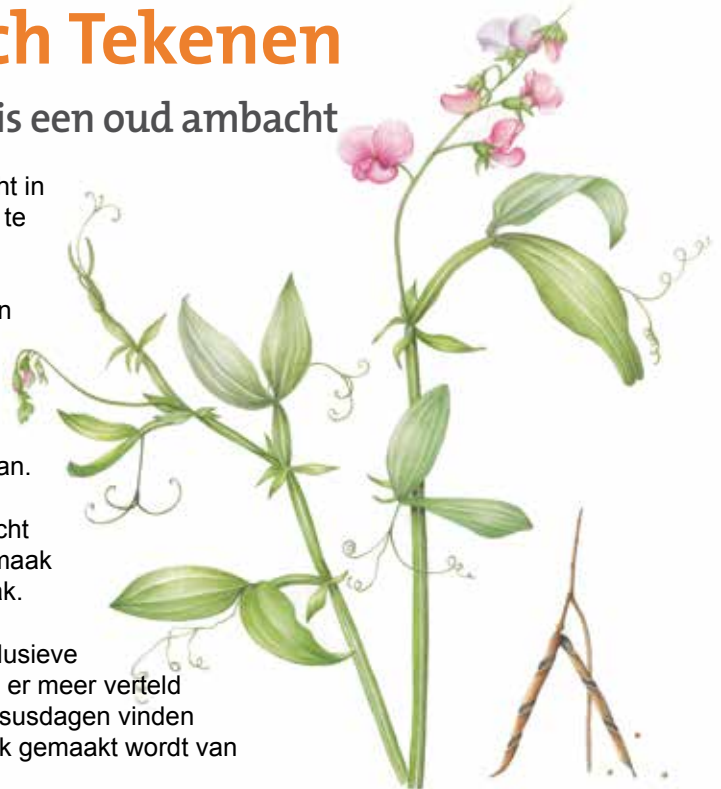 ch Tekenen
is een oud ambacht
nt in
te
n
an.
cht
maak
ak.
lusieve
er meer verteld
susdagen vinden
k gemaakt wordt van